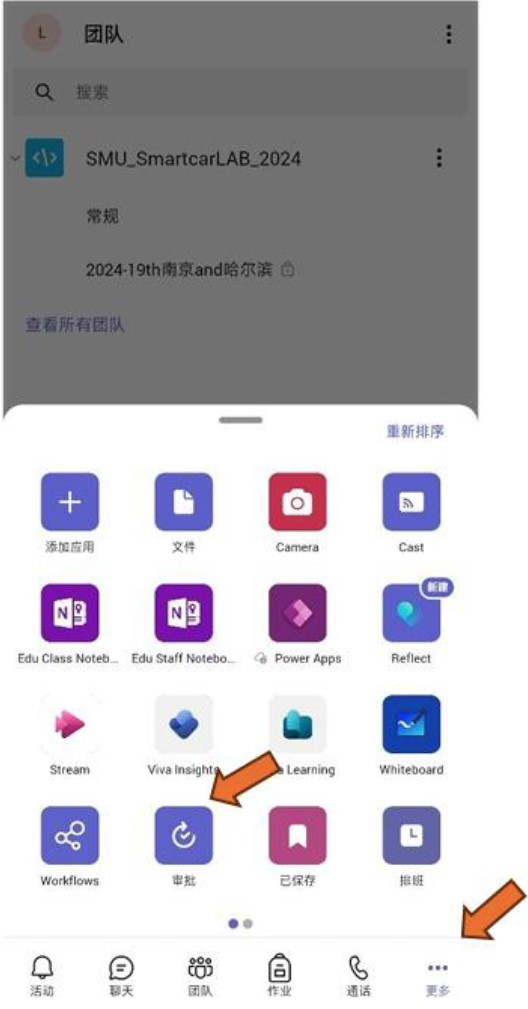 L 团队
搜索
SMU_SmartcarLAB_2024
常规
2024-19th南京and哈尔滨
查看所有团队
重新排序
添加应用 文件 Camera Cast
新建
Edu Class Noteb... Edu Staff Notebo... Power Apps Reflect
Stream Viva Insights Learning Whiteboard
Workflows 审批 已保存 排班
活动 聊天 团队 作业 通话 更多